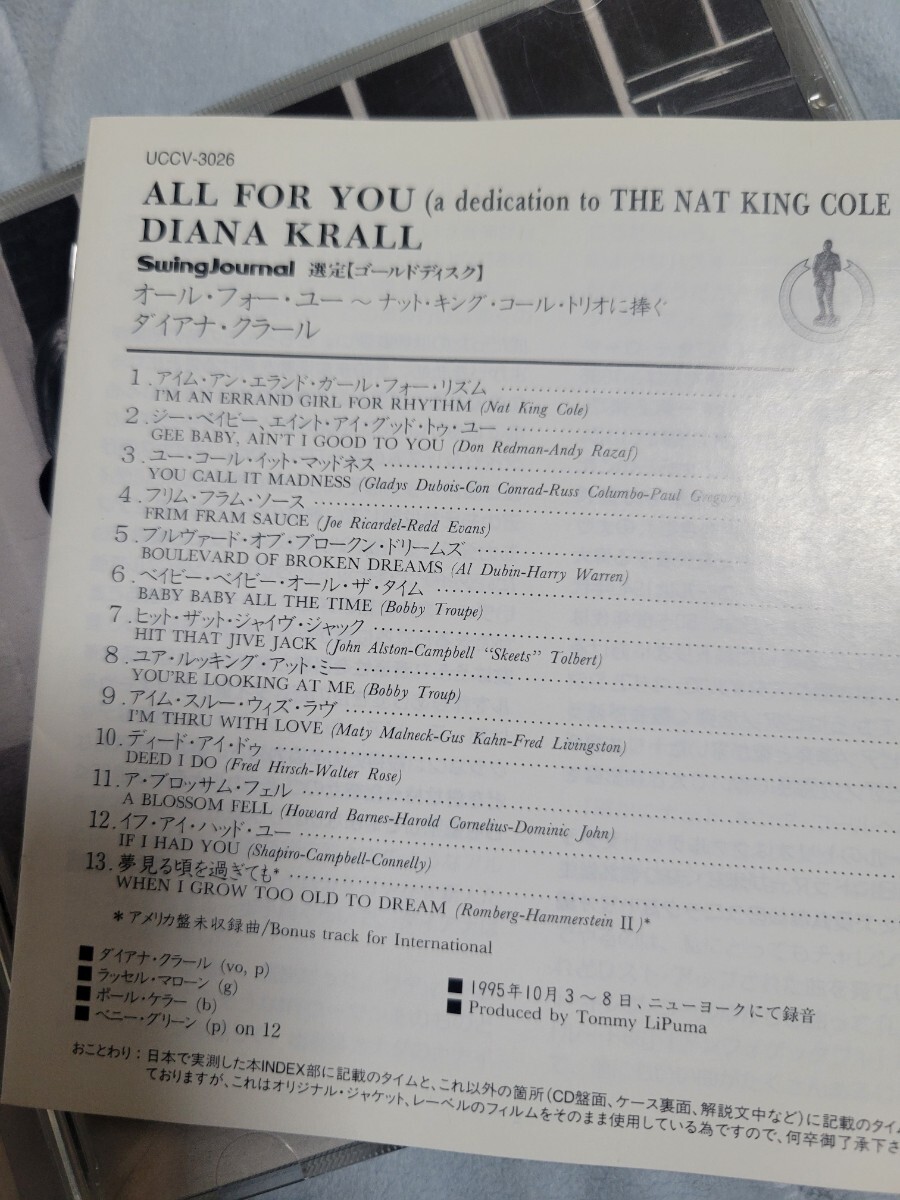 UCCV-3026
ALL FOR YOU (a dedication to THE NAT KING COLE
DIANA KRALL
SwingJournal 選定【ゴールドディスク】
オール・フォー・ユー ～ ナット・キング・コール・トリオに捧ぐ
ダイアナ・クラール
1. アイム・アン・エランド・ガール・フォー・リズム
I'M AN ERRAND GIRL FOR RHYTHM (Nat King Cole)
2. ジー・ベイビー、エイント・アイ・グッド・トゥ・ユー
GEE BABY, AIN'T I GOOD TO YOU (Don Redman-Andy Razaf)
3. ユー・コール・イット・マッドネス
YOU CALL IT MADNESS (Gladys Dubois-Con Conrad-Russ Columbo-Paul Gregory)
4. フリム・フラム・ソース
FRIM FRAM SAUCE (Joe Ricardel-Redd Evans)
5. ブルヴァード・オブ・ブロークン・ドリームズ
BOULEVARD OF BROKEN DREAMS (Al Dubin-Harry Warren)
6. ベイビー・ベイビー・オール・ザ・タイム
BABY BABY ALL THE TIME (Bobby Troupe)
7. ヒット・ザット・ジャイヴ・ジャック
HIT THAT JIVE JACK (John Alston-Campbell "Skeets" Tolbert)
8. ユア・ルッキング・アット・ミー
YOU'RE LOOKING AT ME (Bobby Troup)
9. アイム・スルー・ウィズ・ラヴ
I'M THRU WITH LOVE (Maty Malneck-Gus Kahn-Fred Livingston)
10. ディード・アイ・ドゥ
DEED I DO (Fred Hirsch-Walter Rose)
11. ア・ブロッサム・フェル
A BLOSSOM FELL (Howard Barnes-Harold Cornelius-Dominic John)
12. イフ・アイ・ハッド・ユー
IF I HAD YOU (Shapiro-Campbell-Connelly)
13. 夢見る頃を過ぎても*
WHEN I GROW TOO OLD TO DREAM (Romberg-Hammerstein II)*
*アメリカ盤未収録曲/Bonus track for International
■ ダイアナ・クラール (vo, p)
■ ラッセル・マローン (g)
■ ポール・ケラー (b)
■ ベニー・グリーン (p) on 12
■ 1995年10月3～8日、ニューヨークにて録音
■ Produced by Tommy LiPuma
おことわり：日本で実測した本INDEX部に記載のタイムと、これ以外の箇所(CD盤面、ケース裏面、解説文中など)に記載のタイム
ておりますが、これはオリジナル・ジャケット、レーベルのフィルムをそのまま使用している為ですので、何卒御了承下さ